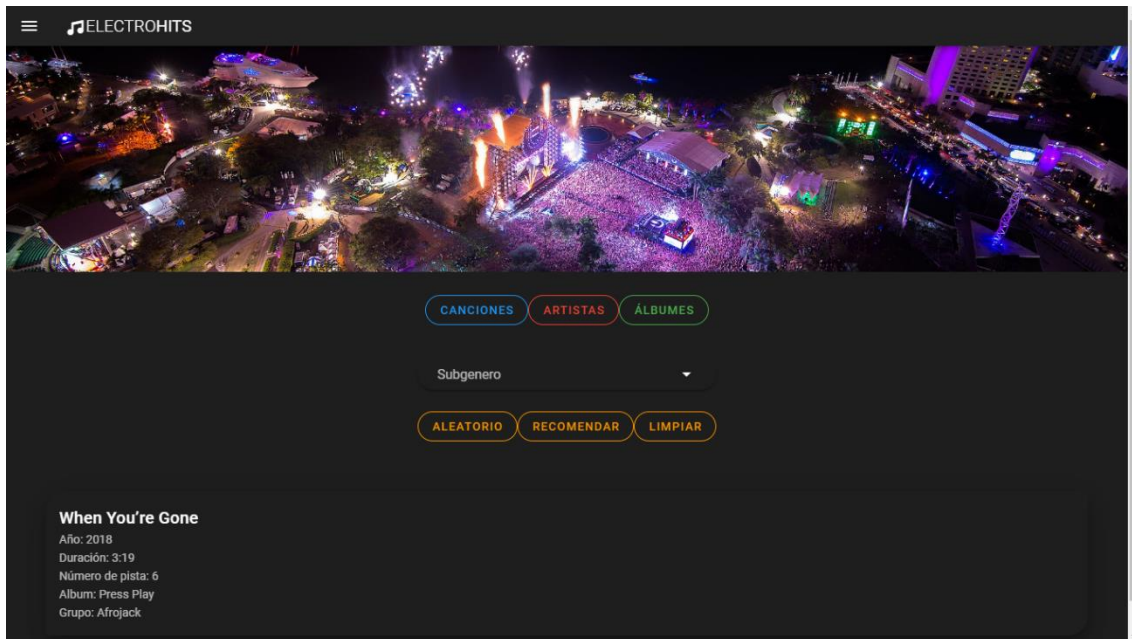 ELECTROHITS
CANCIONES ARTISTAS ÁLBUMES
Subgenero
ALEATORIO RECOMENDAR LIMPIAR
When You’re Gone
Año: 2018
Duración: 3:19
Número de pista: 6
Album: Press Play
Grupo: Afrojack